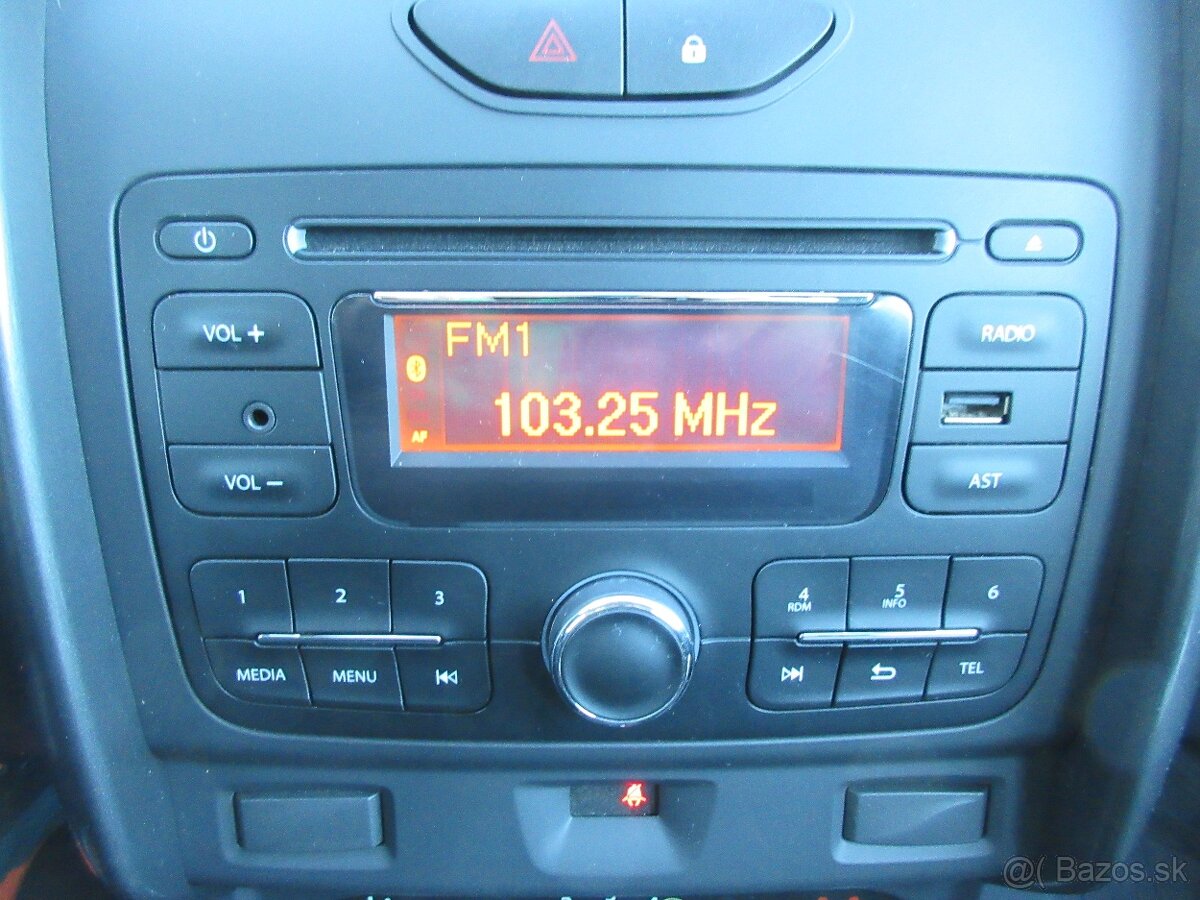 VOL +
RADIO
FM1
103.25 MHz
AF
VOL −
AST
1
2
3
4
RDM
5
INFO
6
MEDIA
MENU
TEL
@( Bazos.sk